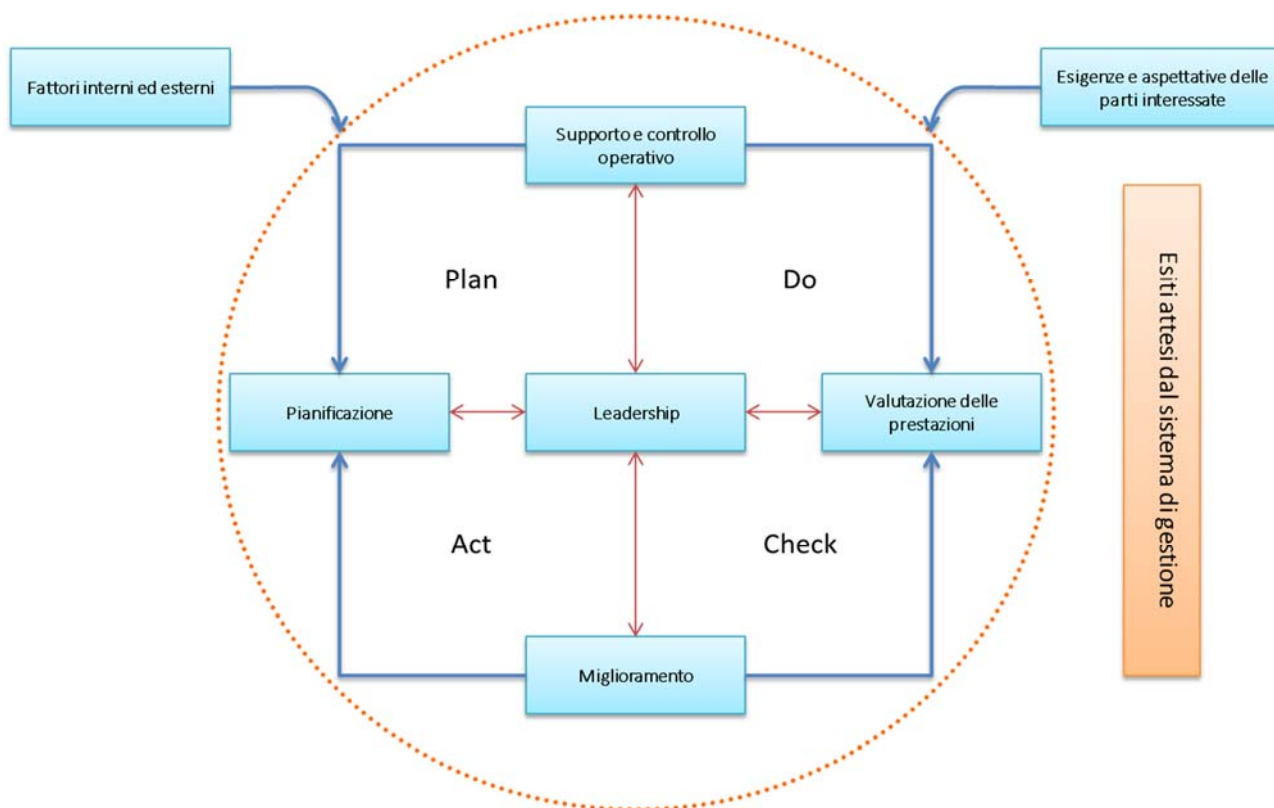 Fattori interni ed esterni
Esigenze e aspettative delle
parti interessate
Supporto e controllo
operativo
Plan
Do
Pianificazione
Leadership
Valutazione delle
prestazioni
Act
Check
Miglioramento
Esiti attesi dal sistema di gestione